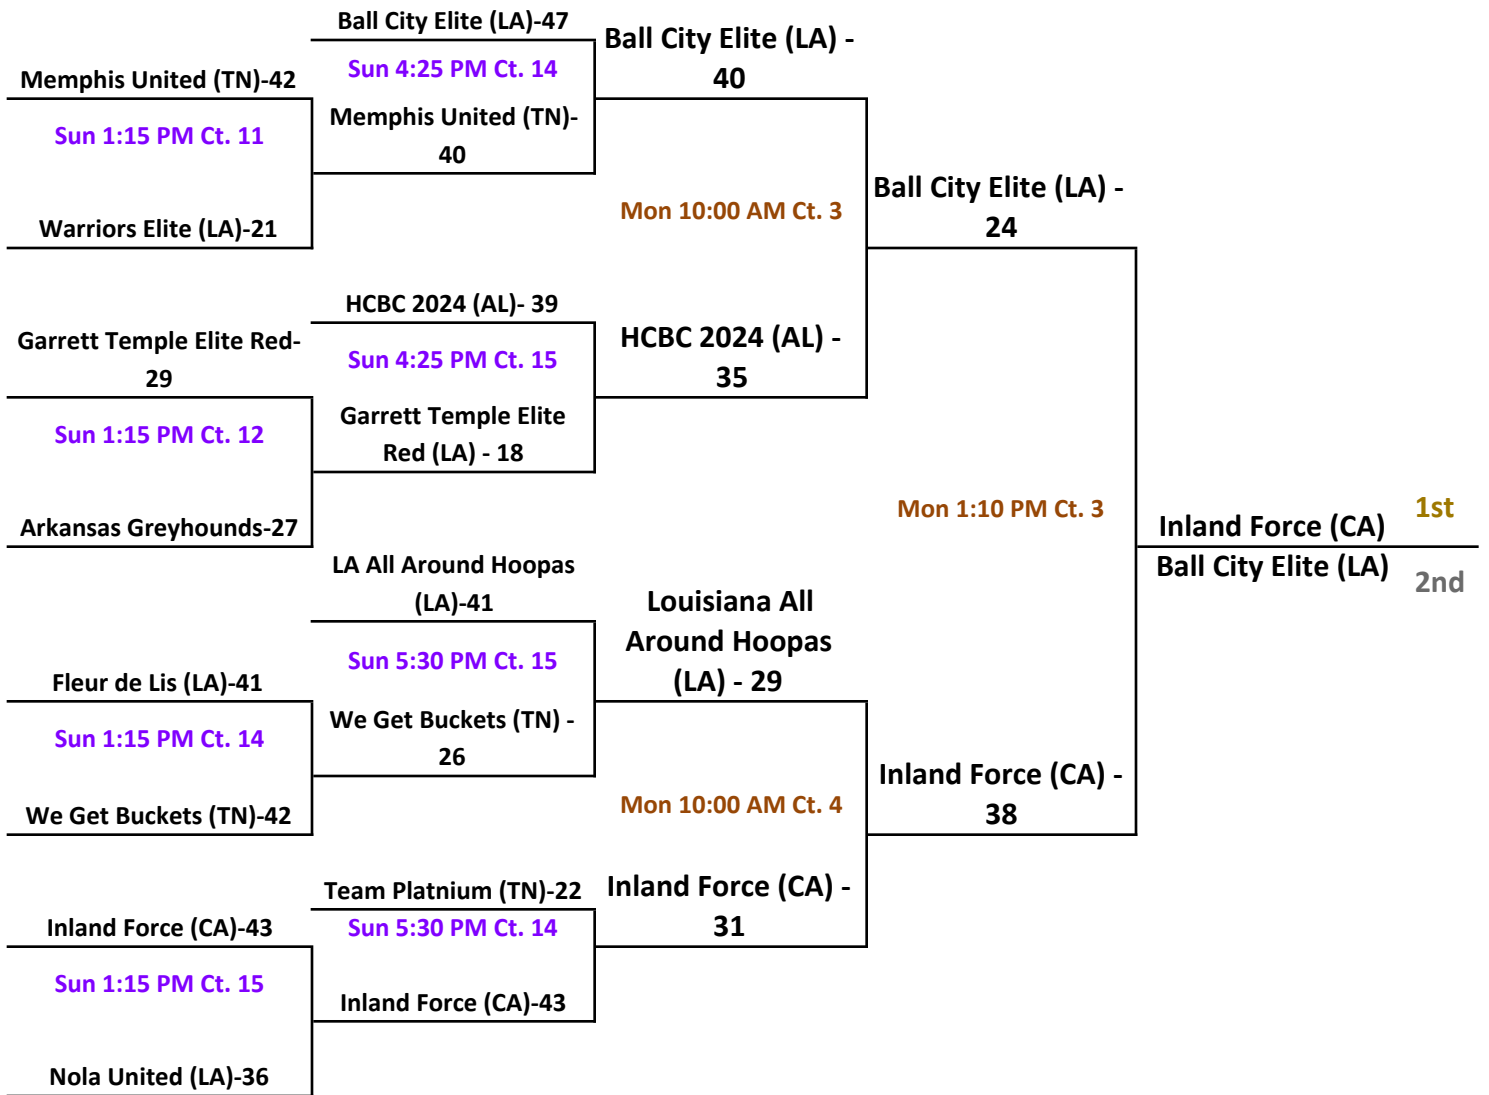 Memphis United (TN)-42
Sun 1:15 PM Ct. 11
Warriors Elite (LA)-21
Garrett Temple Elite Red-
29
Sun 1:15 PM Ct. 12
Arkansas Greyhounds-27
Fleur de Lis (LA)-41
Sun 1:15 PM Ct. 14
We Get Buckets (TN)-42
Inland Force (CA)-43
Sun 1:15 PM Ct. 15
Nola United (LA)-36
Ball City Elite (LA)-47
Sun 4:25 PM Ct. 14
Memphis United (TN)-
40
HCBC 2024 (AL)- 39
Sun 4:25 PM Ct. 15
Garrett Temple Elite
Red (LA) - 18
LA All Around Hoopas
(LA)-41
Sun 5:30 PM Ct. 15
We Get Buckets (TN) -
26
Team Platnium (TN)-22
Sun 5:30 PM Ct. 14
Inland Force (CA)-43
Ball City Elite (LA) -
40
Mon 10:00 AM Ct. 3
HCBC 2024 (AL) -
35
Louisiana All
Around Hoopas
(LA) - 29
Mon 10:00 AM Ct. 4
Inland Force (CA) -
31
Ball City Elite (LA) -
24
Mon 1:10 PM Ct. 3
Inland Force (CA) -
38
Inland Force (CA) 1st
Ball City Elite (LA) 2nd